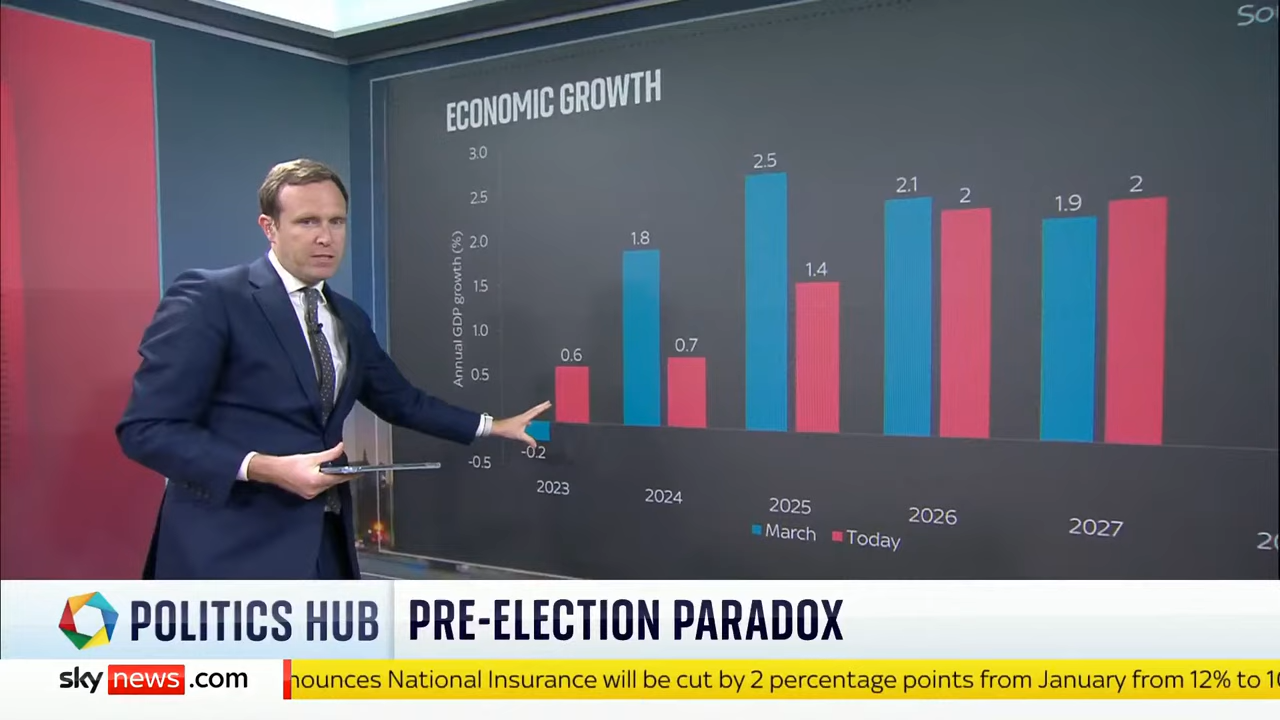 So
ECONOMIC GROWTH
3.0
2.5
2.0
1.5
1.0
0.5
-0.5
Annual GDP growth (%)
-0.2
0.6
1.8
0.7
2.5
1.4
2.1
2
1.9
2
2023
2024
2025
2026
2027
20
March
Today
POLITICS HUB
PRE-ELECTION PARADOX
sky news .com
nounces National Insurance will be cut by 2 percentage points from January from 12% to 10